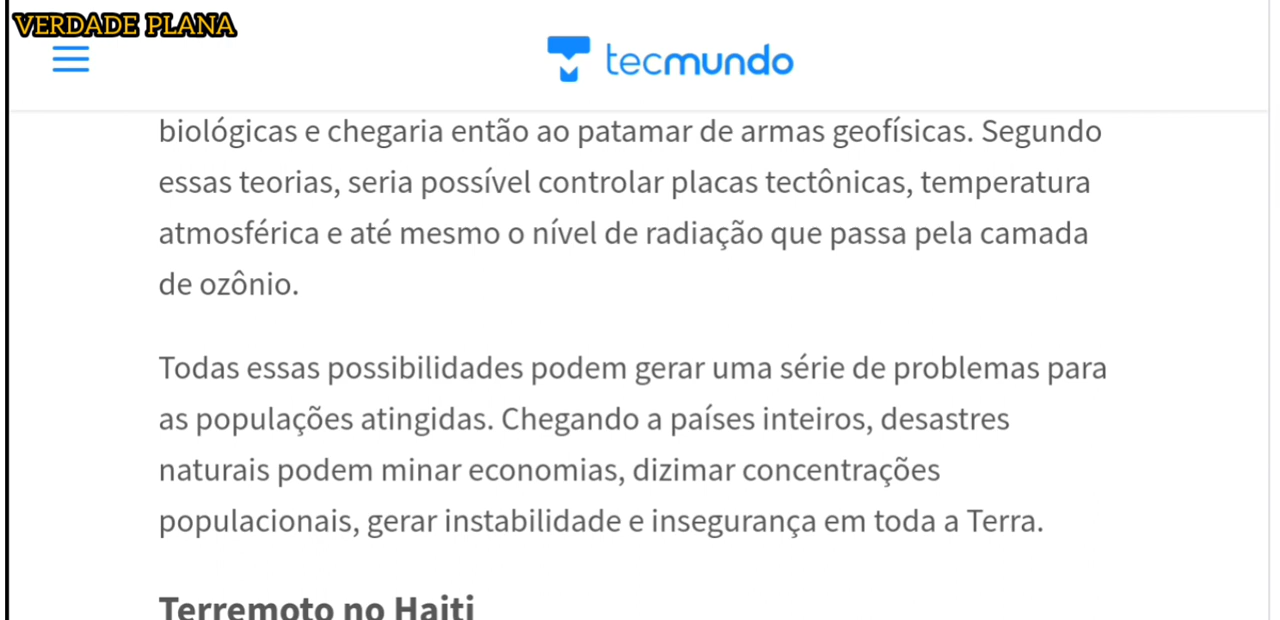 VERDADE PLANA
tecmundo
biológicas e chegaria então ao patamar de armas geofísicas. Segundo
essas teorias, seria possível controlar placas tectônicas, temperatura
atmosférica e até mesmo o nível de radiação que passa pela camada
de ozônio.
Todas essas possibilidades podem gerar uma série de problemas para
as populações atingidas. Chegando a países inteiros, desastres
naturais podem minar economias, dizimar concentrações
populacionais, gerar instabilidade e insegurança em toda a Terra.
Terremoto no Haiti